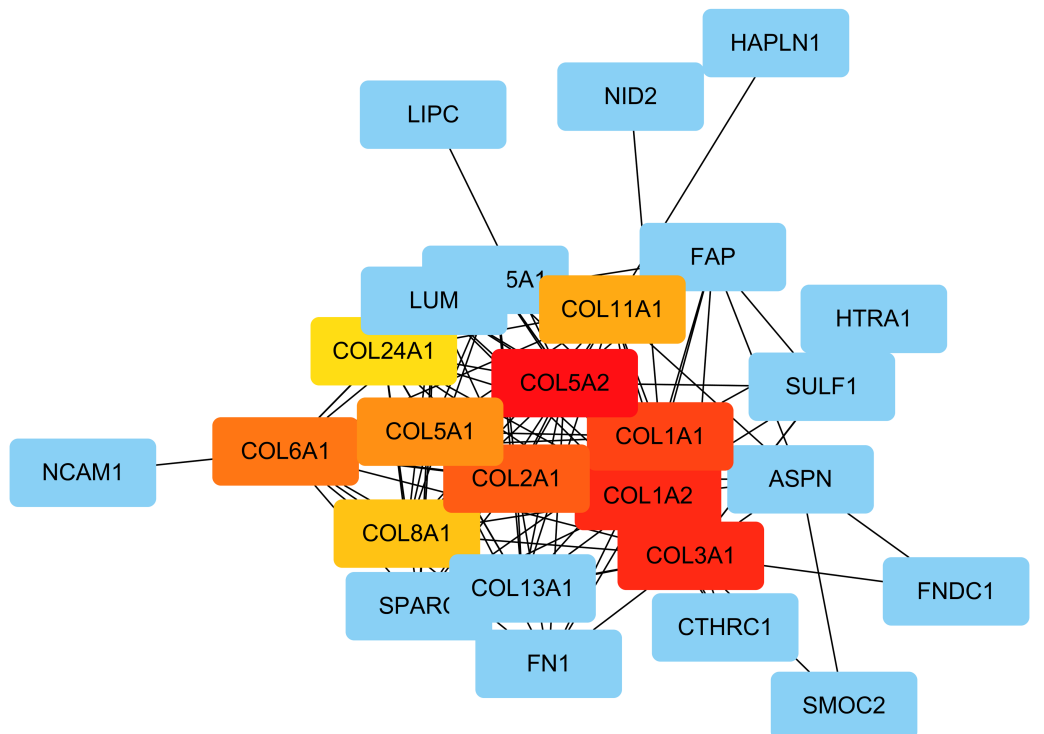 HAPLN1
NID2
LIPC
FAP
5A1
LUM
COL11A1
HTRA1
COL24A1
COL5A2
SULF1
COL5A1
COL1A1
COL6A1
NCAM1
COL2A1
ASPN
COL1A2
COL8A1
COL3A1
COL13A1
FNDC1
SPARC
CTHRC1
FN1
SMOC2